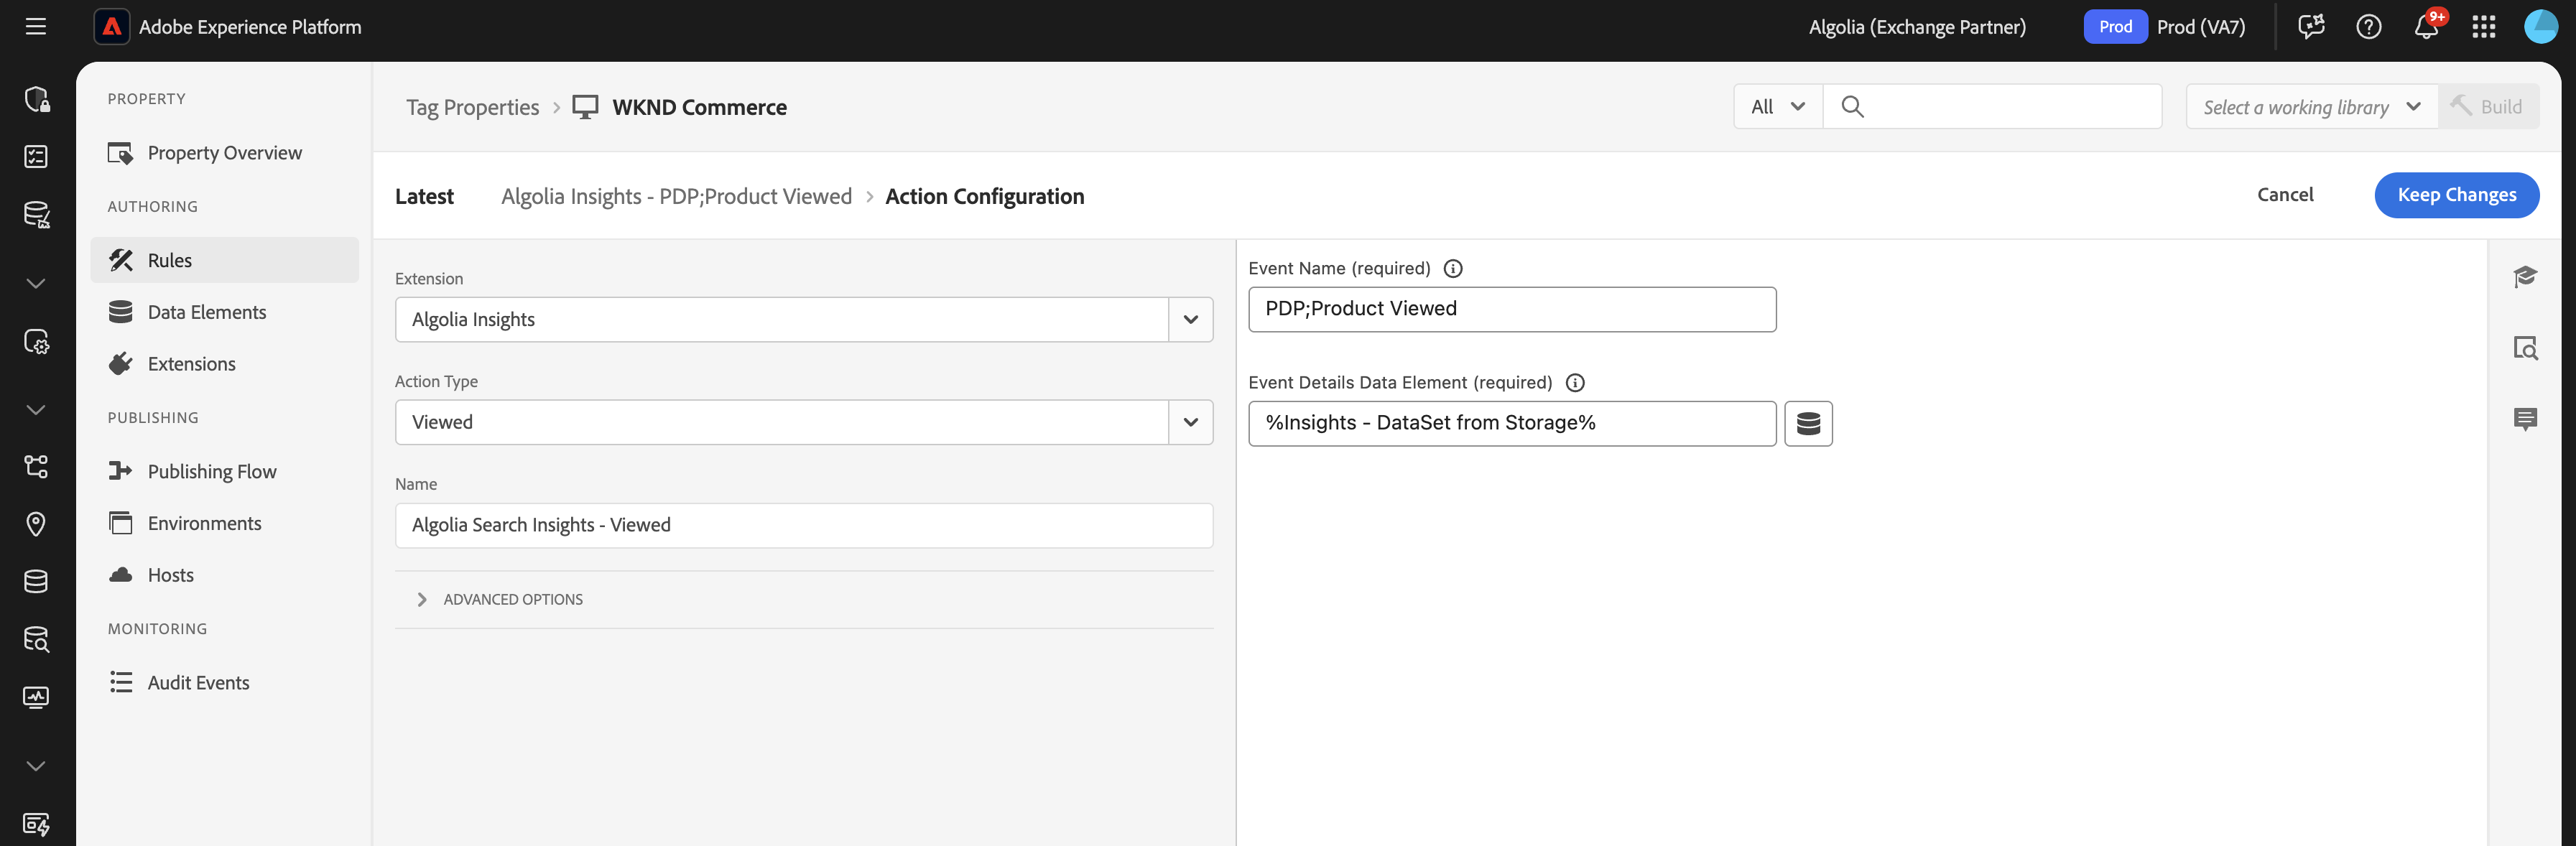 Adobe Experience Platform
Algolia (Exchange Partner)
Prod
Prod (VA7)
9+
PROPERTY
Property Overview
AUTHORING
Rules
Data Elements
Extensions
PUBLISHING
Publishing Flow
Environments
Hosts
MONITORING
Audit Events
Tag Properties > WKND Commerce
All
Select a working library
Build
Latest
Algolia Insights - PDP;Product Viewed > Action Configuration
Cancel
Keep Changes
Extension
Algolia Insights
Action Type
Viewed
Name
Algolia Search Insights - Viewed
ADVANCED OPTIONS
Event Name (required)
PDP;Product Viewed
Event Details Data Element (required)
%Insights - DataSet from Storage%